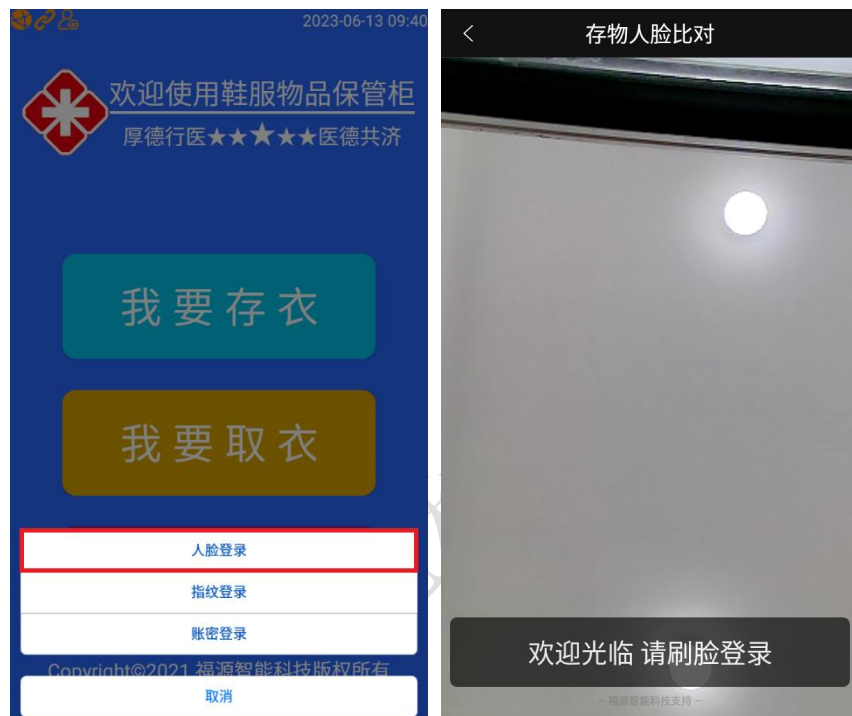 2023-06-13 09:40
欢迎使用鞋服物品保管柜
厚德行医★★★★★医德共济
我要存衣
我要取衣
人脸登录
指纹登录
账密登录
Copyright©2021 福源智能科技版权所有
取消
存物人脸比对
欢迎光临 请刷脸登录
— 福源智能科技支持 —